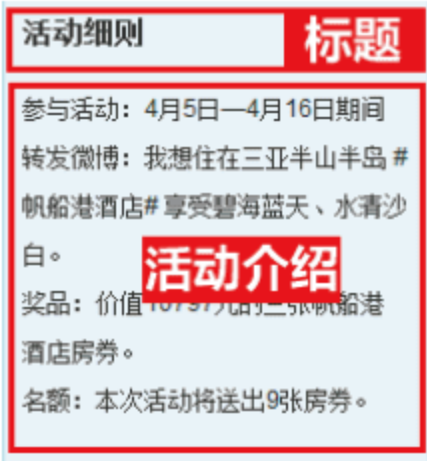 活动细则
标题
参与活动：4月5日—4月16日期间
转发微博：我想住在三亚半山半岛#
帆船港酒店#享受碧海蓝天、水清沙
白。
活动介绍
奖品：价值
帆船港
酒店房券。
名额：本次活动将送出9张房券。